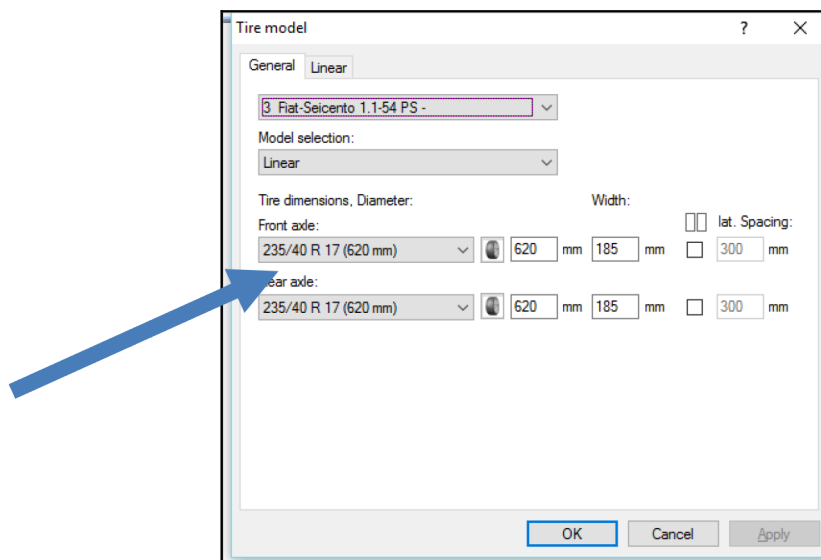 Tire model ?
General Linear
3 Fiat-Seicento 1.1-54 PS -
Model selection:
Linear
Tire dimensions, Diameter: Width:
Front axle: lat. Spacing:
235/40 R 17 (620 mm) 620 mm 185 mm 300 mm
ear axle:
235/40 R 17 (620 mm) 620 mm 185 mm 300 mm
OK Cancel Apply